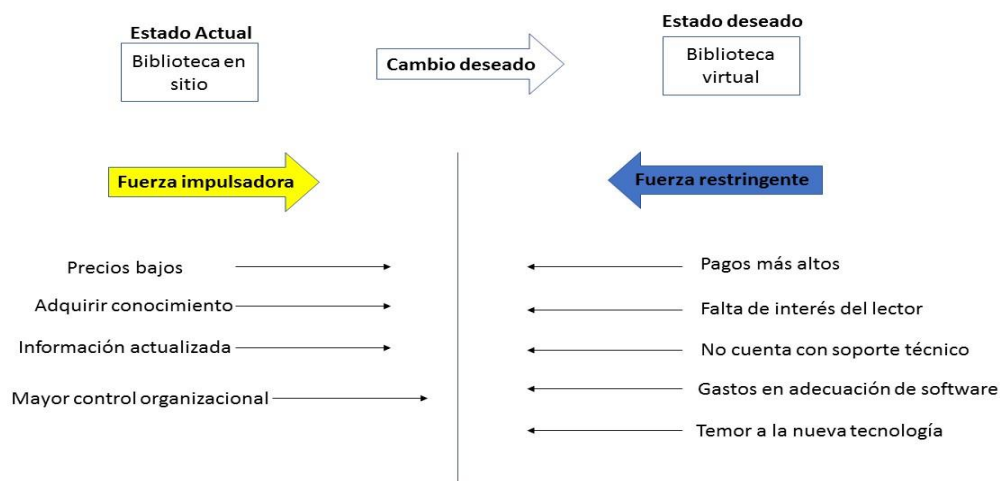 Estado Actual
Biblioteca en
sitio
Cambio deseado
Estado deseado
Biblioteca
virtual
Fuerza impulsadora
Fuerza restringente
Precios bajos
Adquirir conocimiento
Información actualizada
Mayor control organizacional
Pagos más altos
Falta de interés del lector
No cuenta con soporte técnico
Gastos en adecuación de software
Temor a la nueva tecnología